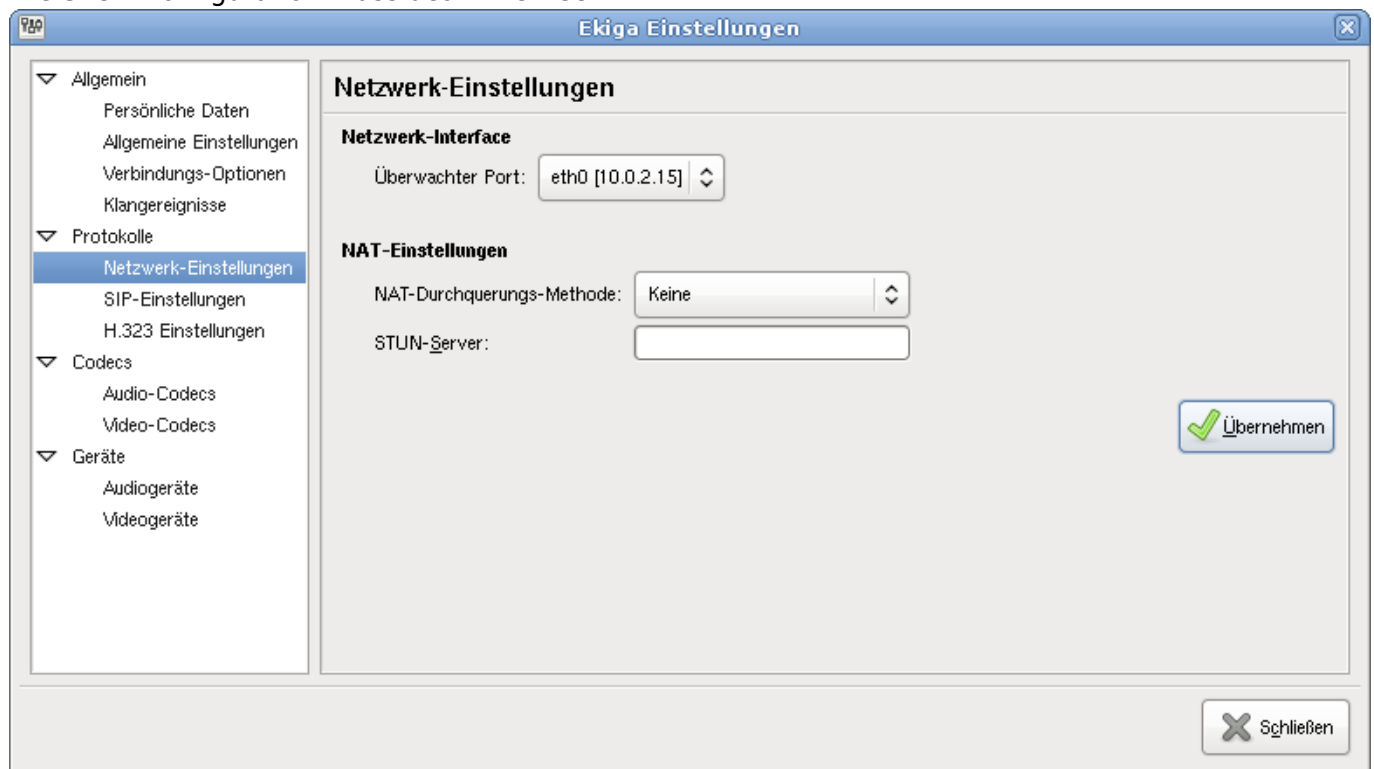 Ekiga Einstellungen
Allgemein
Persönliche Daten
Allgemeine Einstellungen
Verbindungs-Optionen
Klangereignisse
Protokolle
Netzwerk-Einstellungen
SIP-Einstellungen
H.323 Einstellungen
Codecs
Audio-Codecs
Video-Codecs
Geräte
Audiogeräte
Videogeräte
Netzwerk-Einstellungen
Netzwerk-Interface
Überwachter Port: eth0 [10.0.2.15]
NAT-Einstellungen
NAT-Durchquerungs-Methode: Keine
STUN-Server:
Übernehmen
Schließen